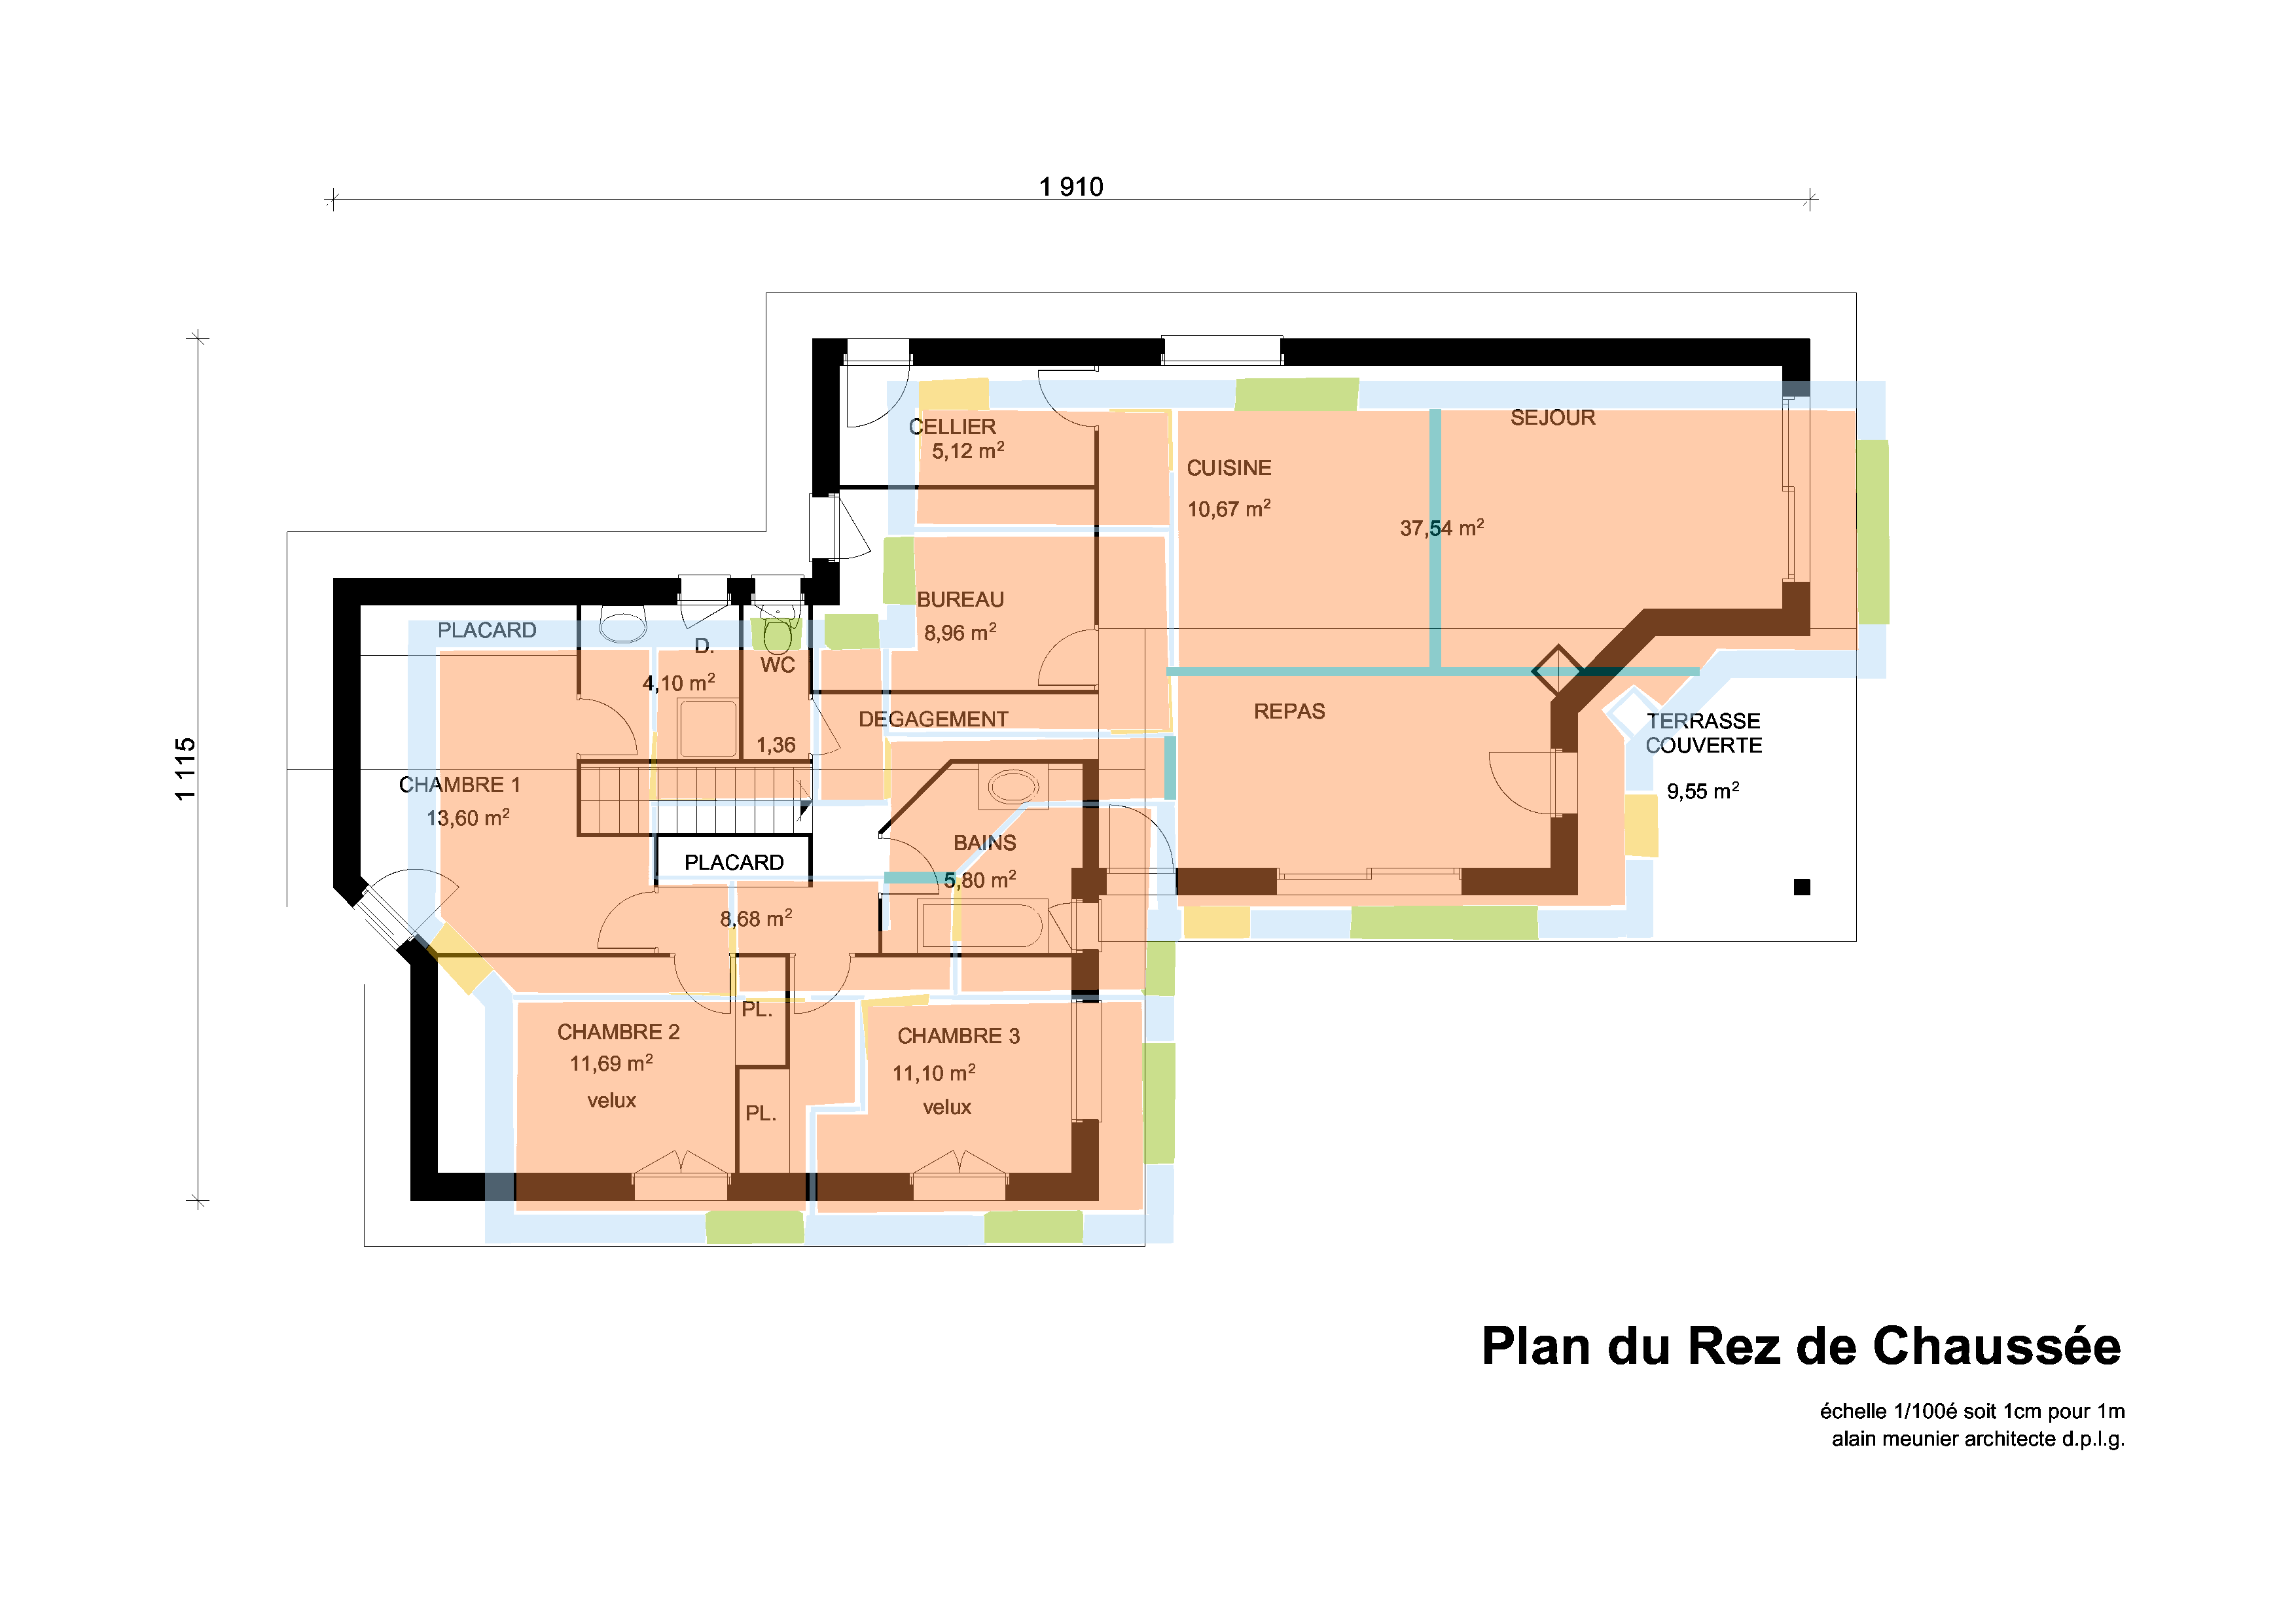 1 910
1 115
CELLIER
5,12 m²
CUISINE
10,67 m²
SEJOUR
37,54 m²
BUREAU
8,96 m²
PLACARD
D.
4,10 m²
WC
1,36
DEGAGEMENT
REPAS
TERRASSE
COUVERTE
9,55 m²
CHAMBRE 1
13,60 m²
PLACARD
BAINS
5,80 m²
8,68 m²
PL.
CHAMBRE 2
11,69 m²
velux
PL.
CHAMBRE 3
11,10 m²
velux
Plan du Rez de Chaussée
échelle 1/100é soit 1cm pour 1m
alain meunier architecte d.p.l.g.